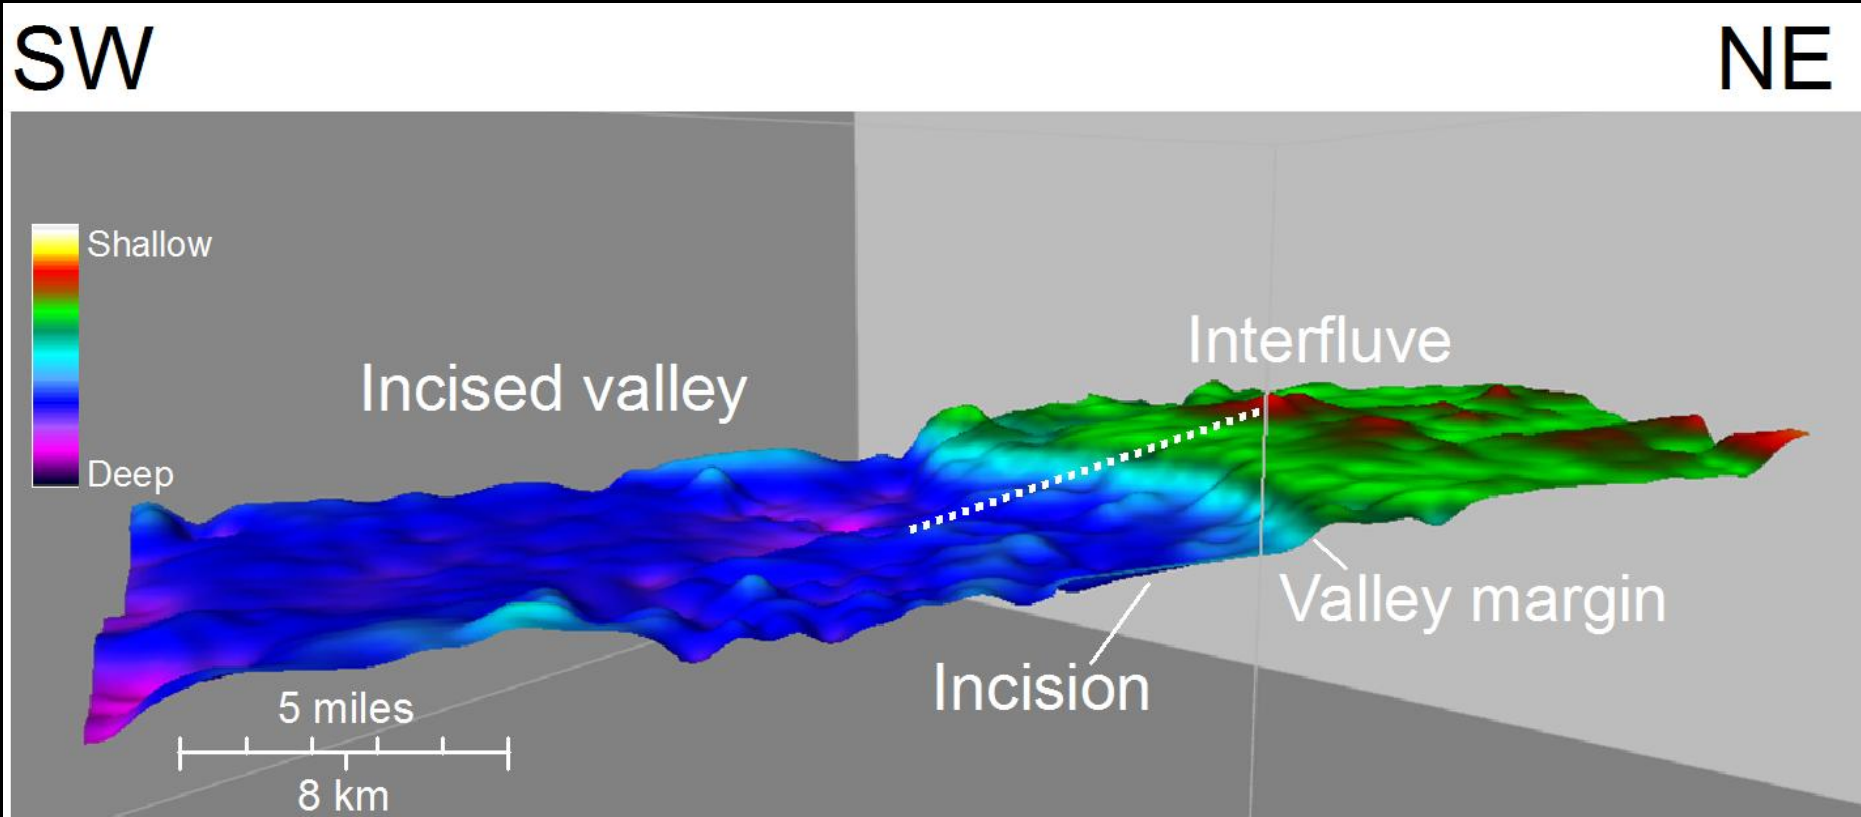 SW
NE
Shallow
Interfluve
Incised valley
Deep
Valley margin
Incision
5 miles
8 km